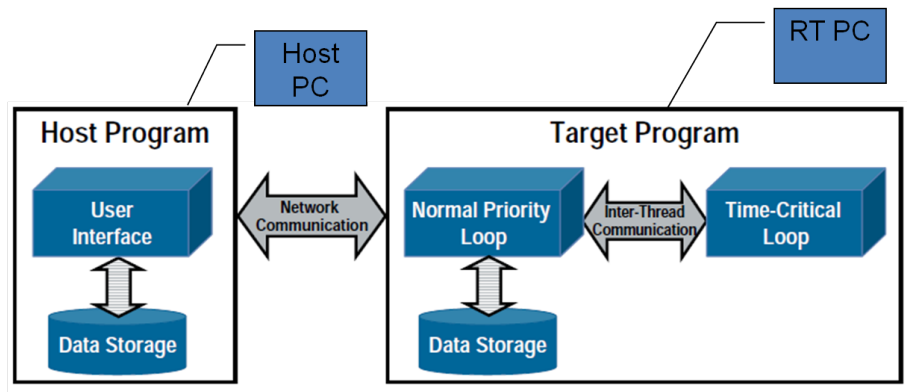 Host
PC
RT PC
Host Program
Target Program
User
Interface
Network
Communication
Normal Priority
Loop
Inter-Thread
Communication
Time-Critical
Loop
Data Storage
Data Storage